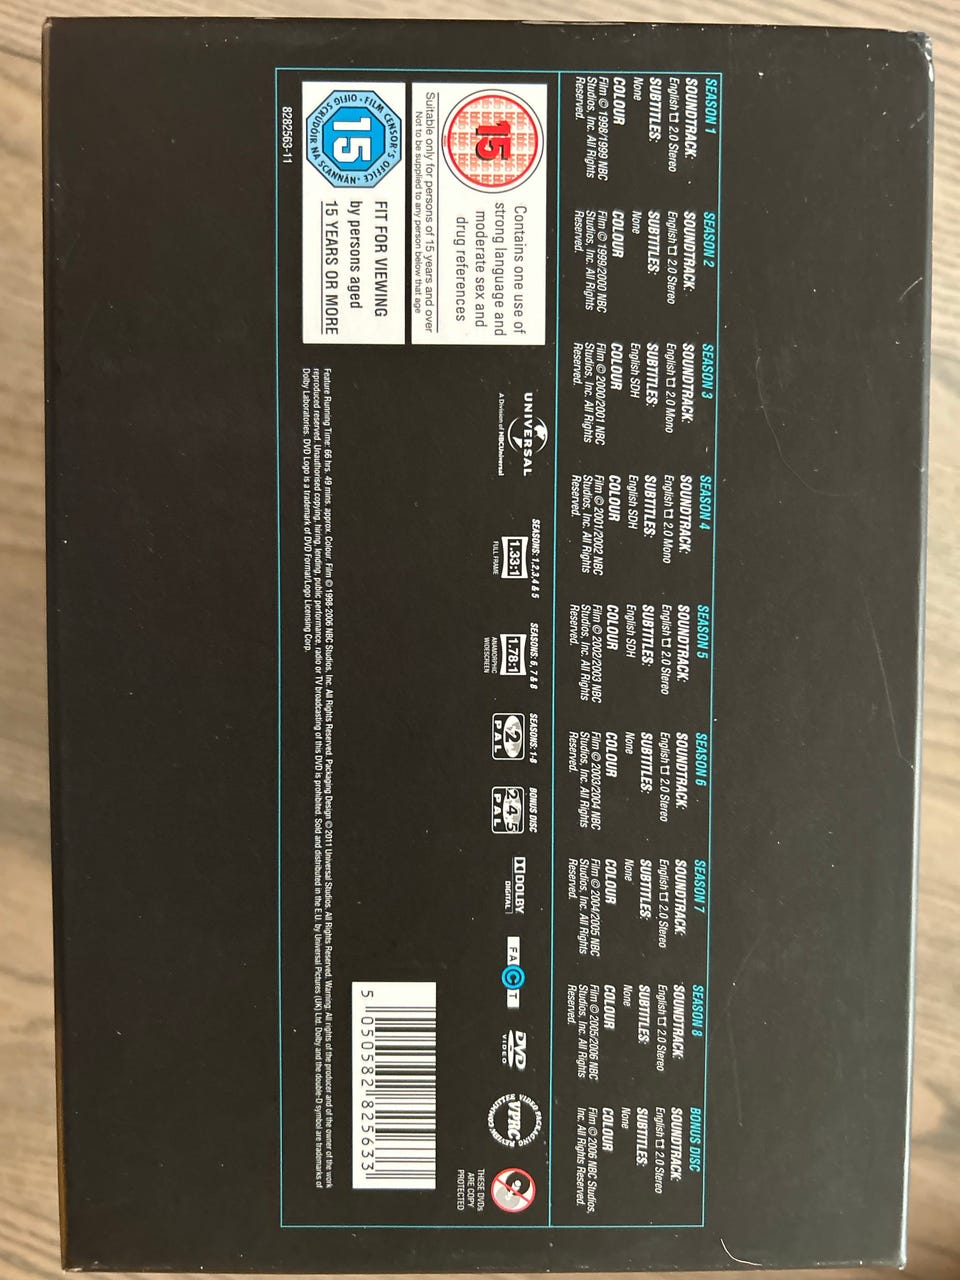 SEASON 1
SOUNDTRACK:
English 2.0 Stereo
SUBTITLES:
None
COLOUR
Film © 1998/1999 NBC
Studios, Inc. All Rights
Reserved.
SEASON 2
SOUNDTRACK:
English 2.0 Stereo
SUBTITLES:
None
COLOUR
Film © 1999/2000 NBC
Studios, Inc. All Rights
Reserved.
SEASON 3
SOUNDTRACK:
English 2.0 Mono
SUBTITLES:
English SDH
COLOUR
Film © 2000/2001 NBC
Studios, Inc. All Rights
Reserved.
SEASON 4
SOUNDTRACK:
English 2.0 Mono
SUBTITLES:
English SDH
COLOUR
Film © 2001/2002 NBC
Studios, Inc. All Rights
Reserved.
SEASON 5
SOUNDTRACK:
English 2.0 Stereo
SUBTITLES:
English SDH
COLOUR
Film © 2002/2003 NBC
Studios, Inc. All Rights
Reserved.
SEASON 6
SOUNDTRACK:
English 2.0 Stereo
SUBTITLES:
None
COLOUR
Film © 2003/2004 NBC
Studios, Inc. All Rights
Reserved.
SEASON 7
SOUNDTRACK:
English 2.0 Stereo
SUBTITLES:
None
COLOUR
Film © 2004/2005 NBC
Studios, Inc. All Rights
Reserved.
SEASON 8
SOUNDTRACK:
English 2.0 Stereo
SUBTITLES:
None
COLOUR
Film © 2005/2006 NBC
Studios, Inc. All Rights
Reserved.
BONUS DISC
SOUNDTRACK:
English 2.0 Stereo
SUBTITLES:
None
COLOUR
Film © 2006 NBC Studios,
Inc. All Rights Reserved.
15
Contains one use of
strong language and
moderate sex and
drug references
Suitable only for persons of 15 years and over
Not to be supplied to any person below that age
FILM CENSOR'S OFFICE
OIFIG SCRÚDÓIR NA SCANNÁN
15
FIT FOR VIEWING
by persons aged
15 YEARS OR MORE
8282563-11
UNIVERSAL
A Division of NBCUniversal
SEASONS: 1,2,3,4 & 5
1.33:1
FULL FRAME
SEASONS: 6, 7 & 8
1.78:1
ANAMORPHIC
WIDESCREEN
SEASONS: 1-8
2
PAL
BONUS DISC
2,4,5
PAL
DOLBY
DIGITAL
FACT
DVD
VIDEO
VIDEO PACKAGING
VPRC
REVIEW COMMITTEE
THESE DVDs
ARE COPY
PROTECTED
5 050582 825633
Feature Running Time: 66 hrs. 49 mins. approx. Colour. Film © 1998-2006 NBC Studios, Inc. All Rights Reserved. Packaging Design © 2011 Universal Studios. All Rights Reserved. Warning: All rights of the producer and of the owner of the work
reproduced reserved. Unauthorised copying, hiring, lending, public performance, radio or TV broadcasting of this DVD is prohibited. Sold and distributed in the E.U. by Universal Pictures (UK) Ltd. Dolby and the double-D symbol are trademarks of
Dolby Laboratories. DVD Logo is a trademark of DVD Format/Logo Licensing Corp.